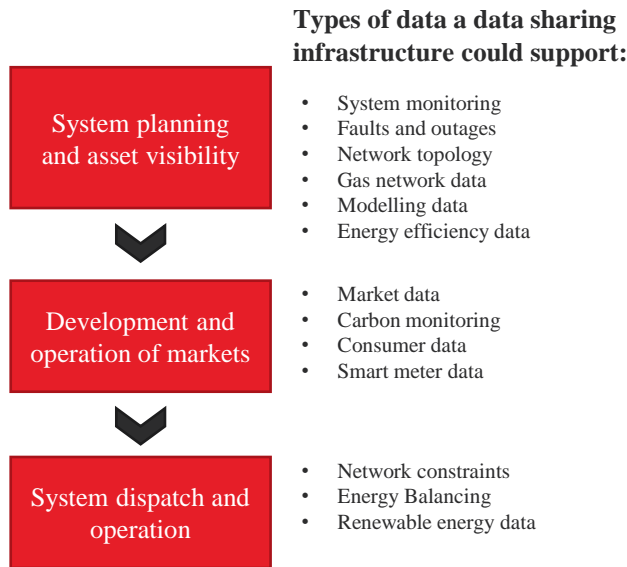 Types of data a data sharing
infrastructure could support:
System planning
and asset visibility
• System monitoring
• Faults and outages
• Network topology
• Gas network data
• Modelling data
• Energy efficiency data
Development and
operation of markets
• Market data
• Carbon monitoring
• Consumer data
• Smart meter data
System dispatch and
operation
• Network constraints
• Energy Balancing
• Renewable energy data